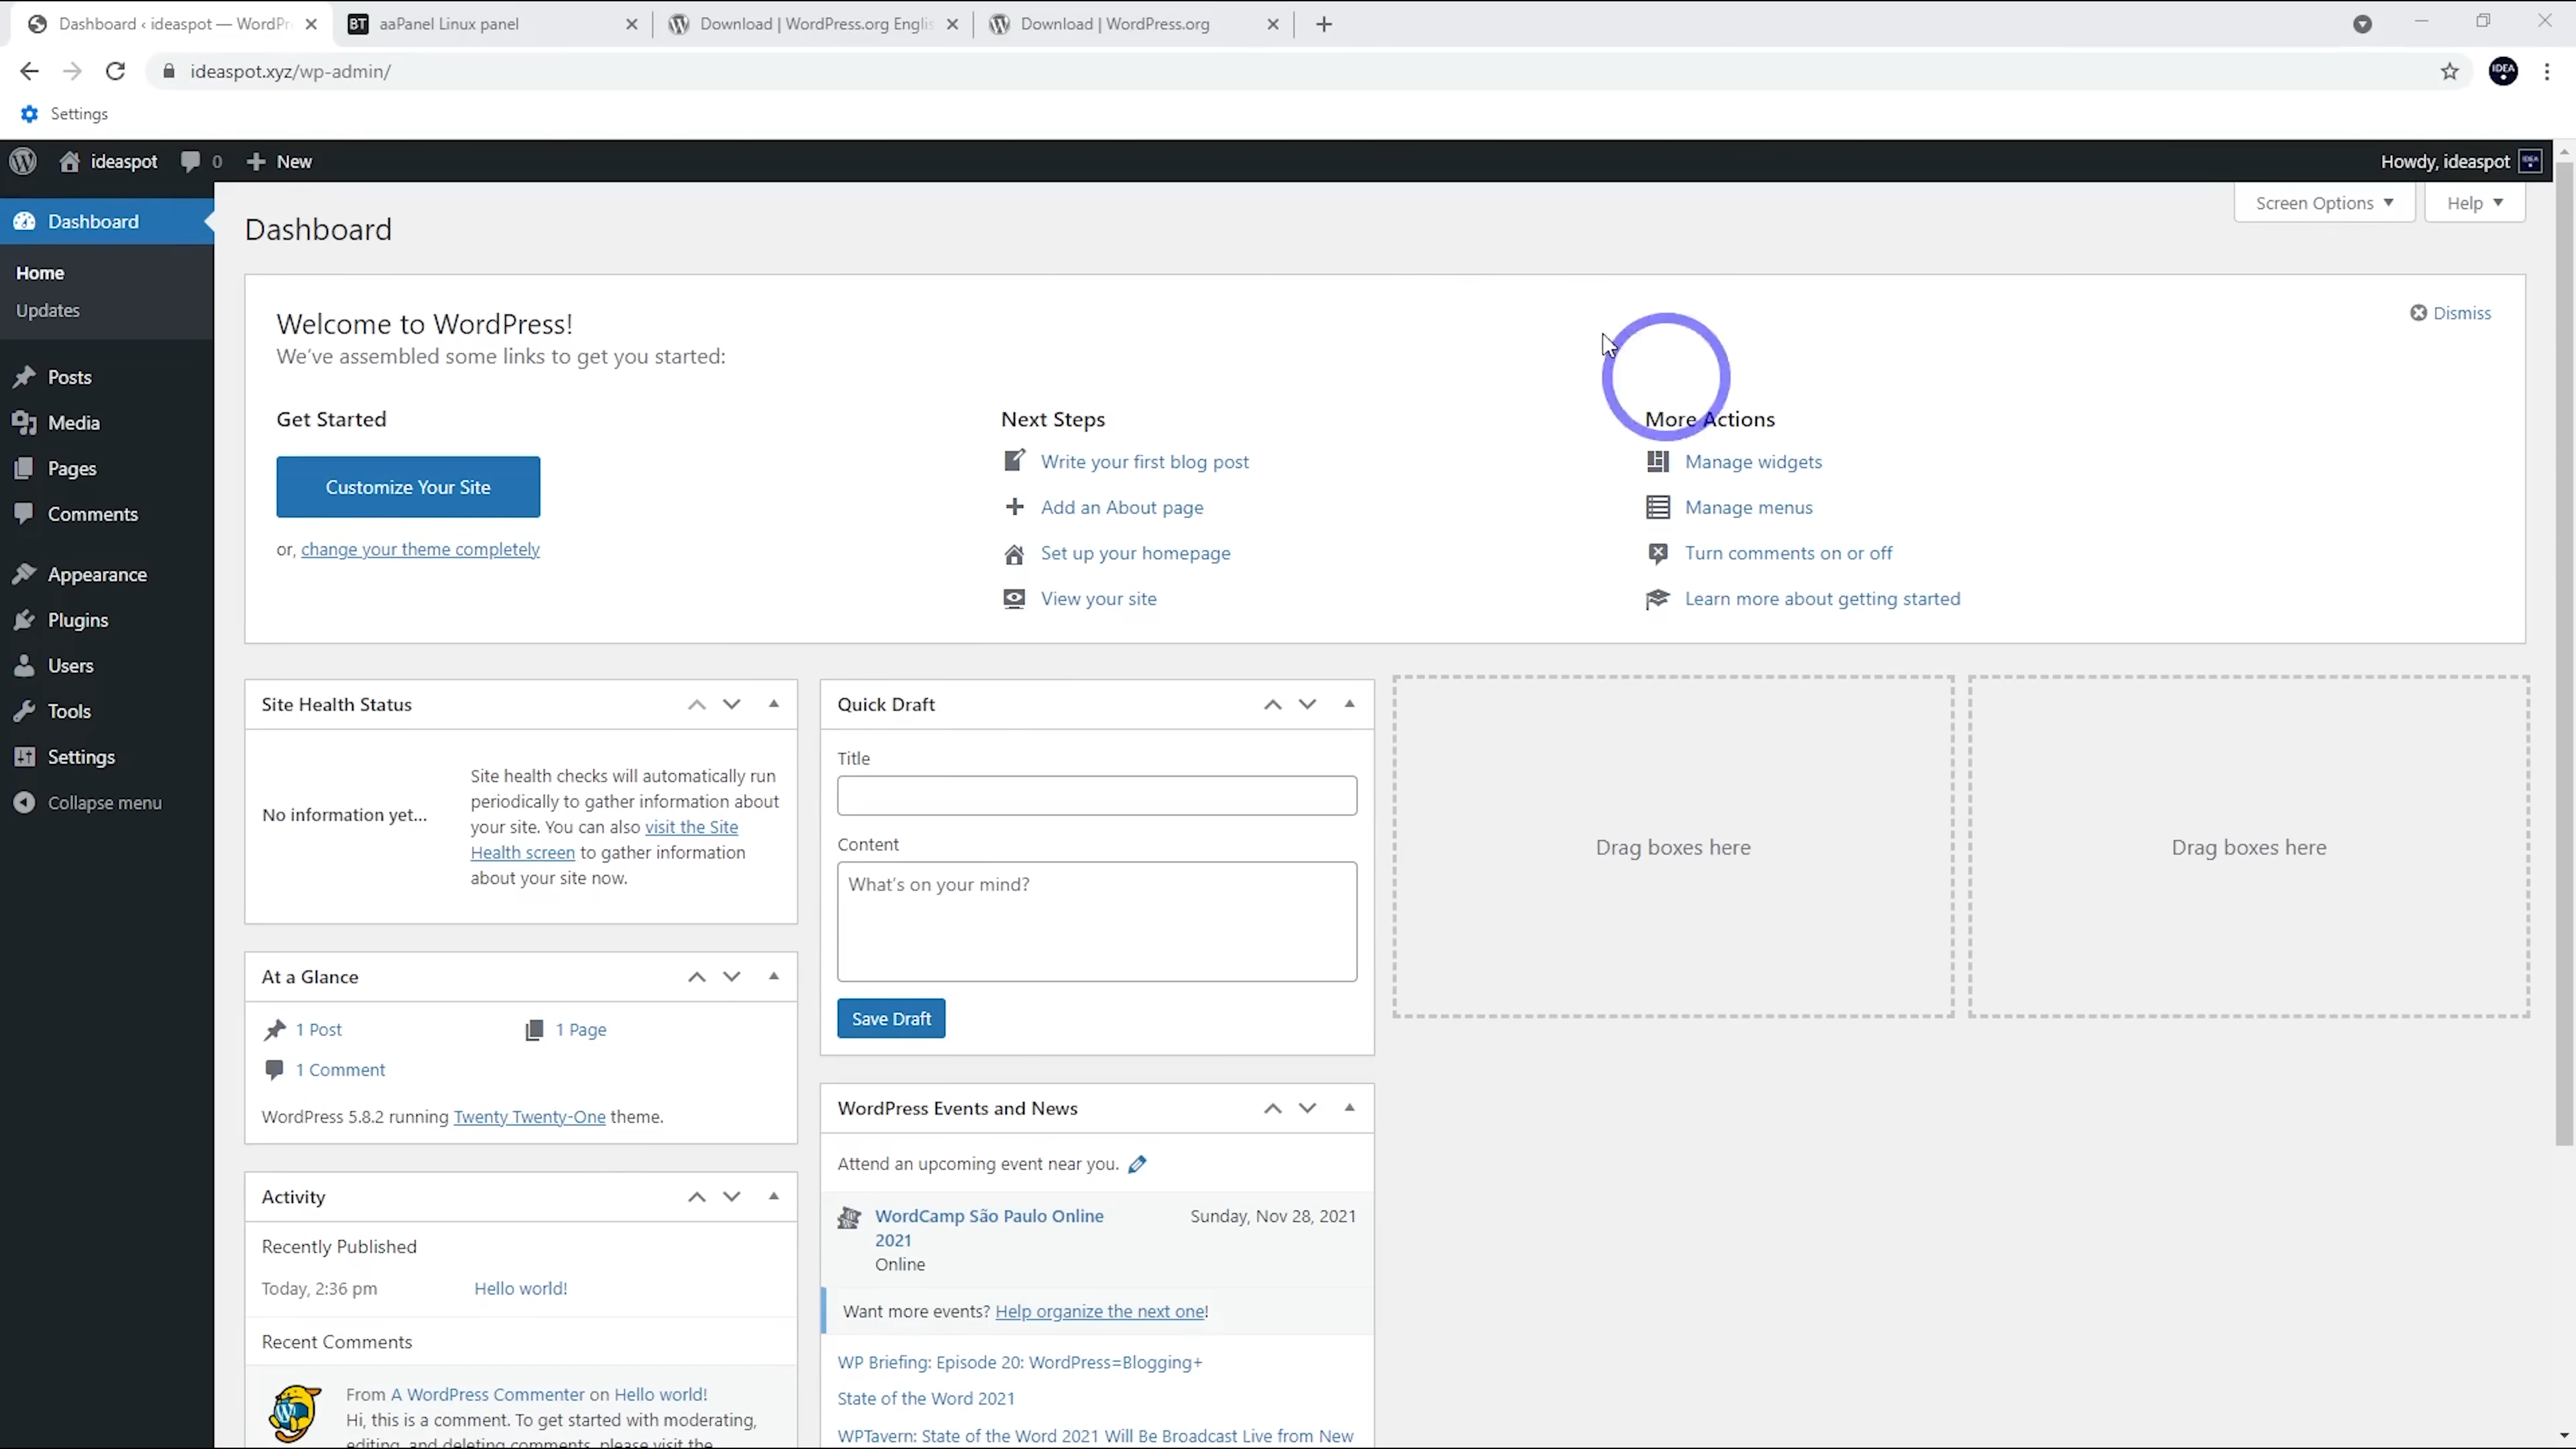 Dashboard ‹ ideaspot — WordPr
BT aaPanel Linux panel
Download | WordPress.org Englis
Download | WordPress.org
ideaspot.xyz/wp-admin/
IDEA
Settings
ideaspot
0
New
Howdy, ideaspot
Dashboard
Home
Updates
Posts
Media
Pages
Comments
Appearance
Plugins
Users
Tools
Settings
Collapse menu
Screen Options
Help
Dashboard
Welcome to WordPress!
We've assembled some links to get you started:
Dismiss
Get Started
Customize Your Site
or, change your theme completely
Next Steps
Write your first blog post
Add an About page
Set up your homepage
View your site
More Actions
Manage widgets
Manage menus
Turn comments on or off
Learn more about getting started
Site Health Status
No information yet...
Site health checks will automatically run
periodically to gather information about
your site. You can also visit the Site
Health screen to gather information
about your site now.
At a Glance
1 Post
1 Page
1 Comment
WordPress 5.8.2 running Twenty Twenty-One theme.
Activity
Recently Published
Today, 2:36 pm
Hello world!
Recent Comments
From A WordPress Commenter on Hello world!
Hi, this is a comment. To get started with moderating,
editing, and deleting comments, please visit the
Quick Draft
Title
Content
What's on your mind?
Save Draft
WordPress Events and News
Attend an upcoming event near you.
WordCamp São Paulo Online
2021
Online
Sunday, Nov 28, 2021
Want more events? Help organize the next one!
WP Briefing: Episode 20: WordPress=Blogging+
State of the Word 2021
WPTavern: State of the Word 2021 Will Be Broadcast Live from New
Drag boxes here
Drag boxes here